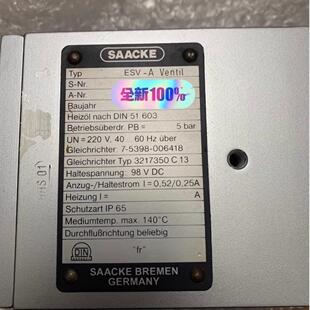 SAACKE
Typ ESV-A Ventil
S-Nr.
A-Nr.
全新100%
Baujahr
Heizöl nach DIN 51 603
Betriebsüberdr. PB= 5 bar
UN=220 V. 40 60 Hz über
Gleichrichter: 7-5398-006418
Gleichrichter Typ 3217350 C 13
Haltespannung: 98 V DC
Anzug-/Haltestrom I=0,52/0,25A
Heizung I= A
Schutzart IP 65
Mediumtemp. max. 140°C
Durchflußrichtung beliebig
DIN
"fr"
SAACKE BREMEN
GERMANY